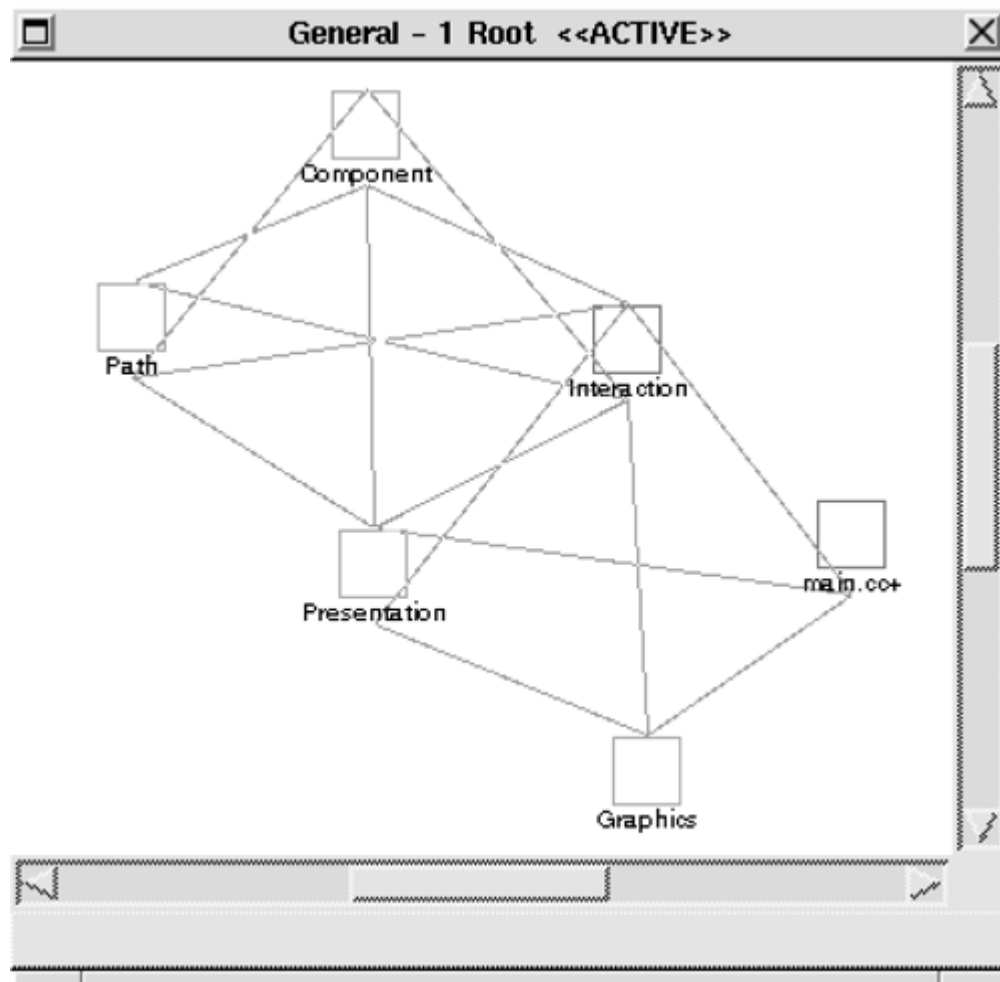 General - 1 Root <<ACTIVE>>
Component
Path
Interaction
main.cc+
Presentation
Graphics